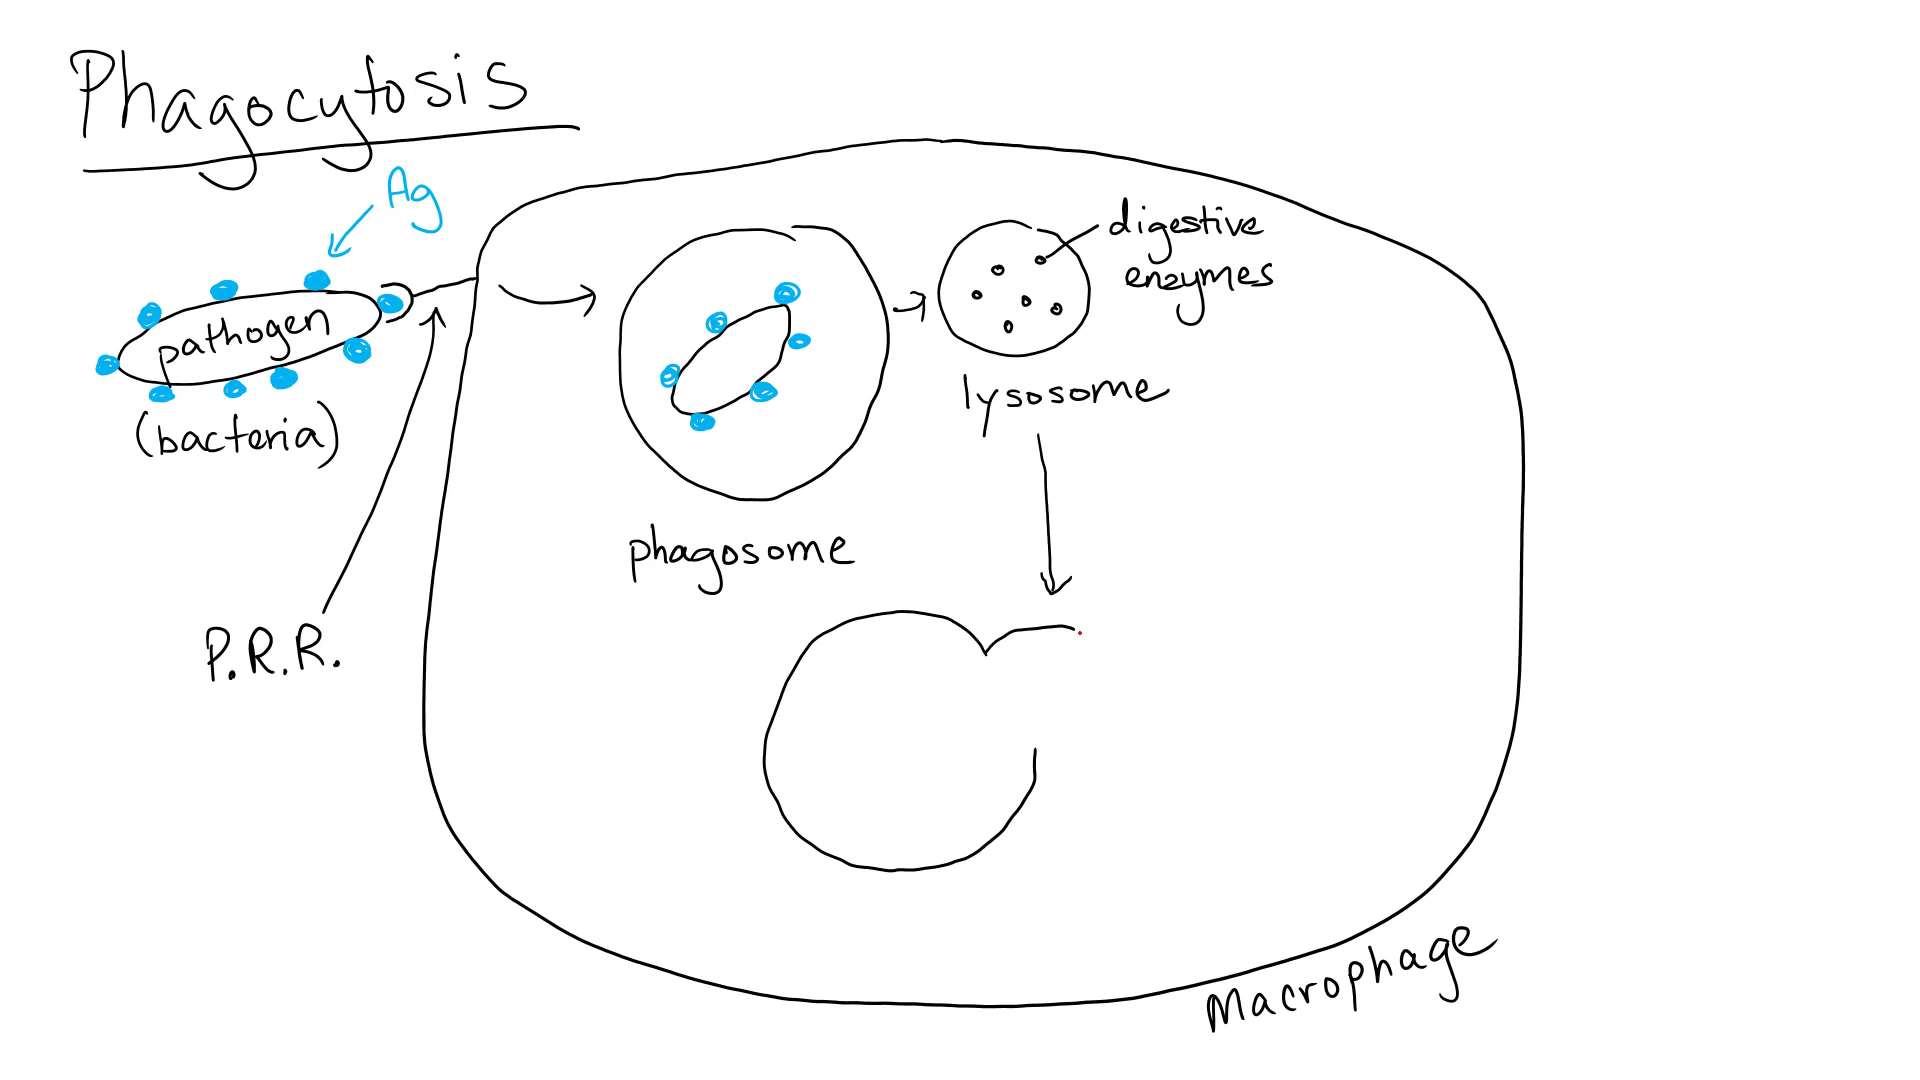 Phagocytosis
Ag
pathogen
(bacteria)
P.R.R.
digestive
enzymes
lysosome
phagosome
Macrophage